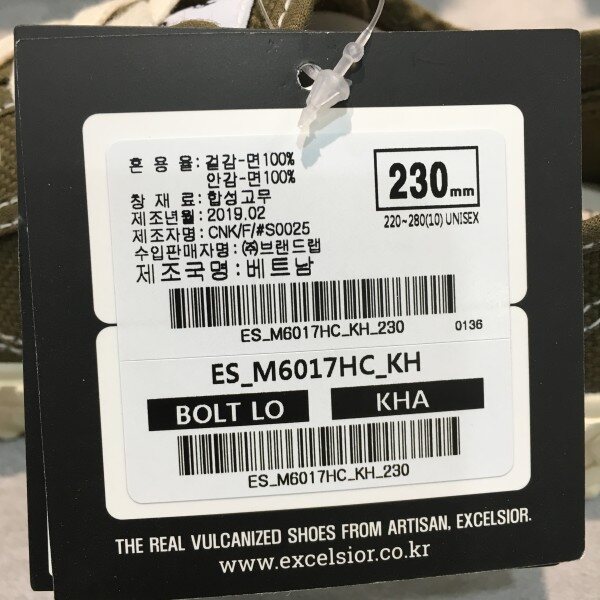 혼 용 율: 겉감-면100%
안감-면100%
창 재 료: 합성고무
제조년월: 2019.02
제조자명: CNK/F/#S0025
수입판매자명: ㈜브랜드랩
제조국명: 베트남
230mm
220~280(10) UNISEX
ES_M6017HC_KH_230
0136
ES_M6017HC_KH
BOLT LO
KHA
ES_M6017HC_KH_230
THE REAL VULCANIZED SHOES FROM ARTISAN, EXCELSIOR.
www.excelsior.co.kr